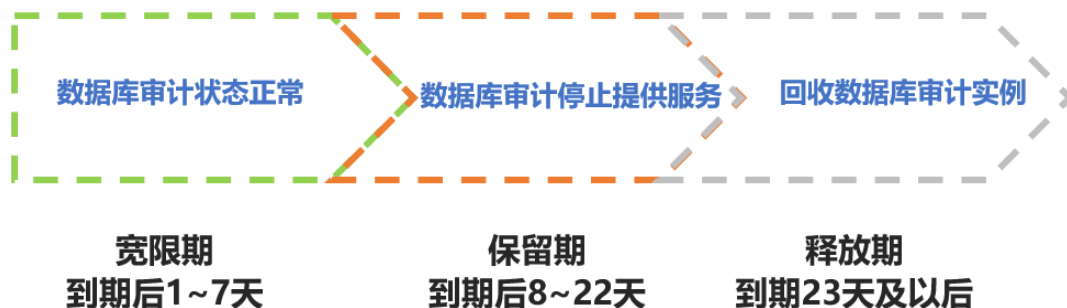 数据库审计状态正常
数据库审计停止提供服务
回收数据库审计实例
宽限期
到期后1~7天
保留期
到期后8~22天
释放期
到期23天及以后